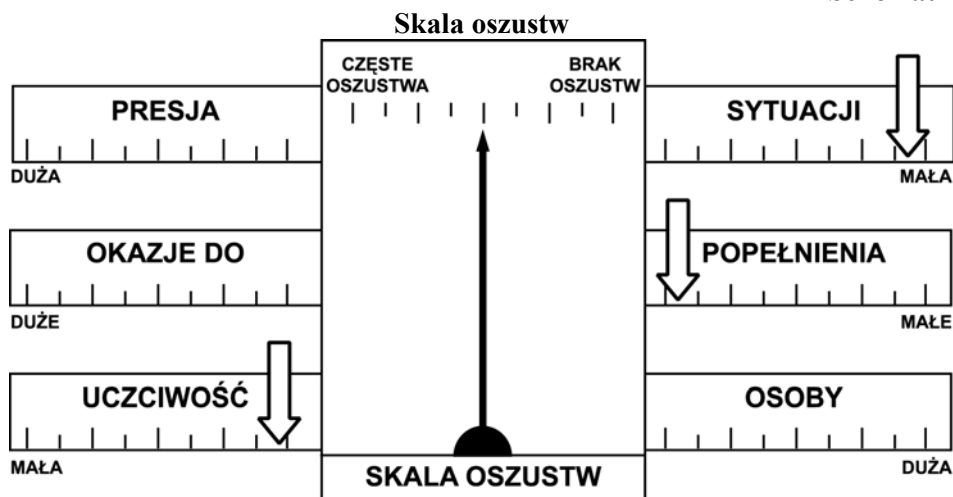 Skala oszustw
CZĘSTE OSZUSTWA
BRAK OSZUSTW
PRESJA SYTUACJI
DUŻA MAŁA
OKAZJE DO POPEŁNIENIA
DUŻE MAŁE
UCZCIWOŚĆ OSOBY
MAŁA DUŻA
SKALA OSZUSTW